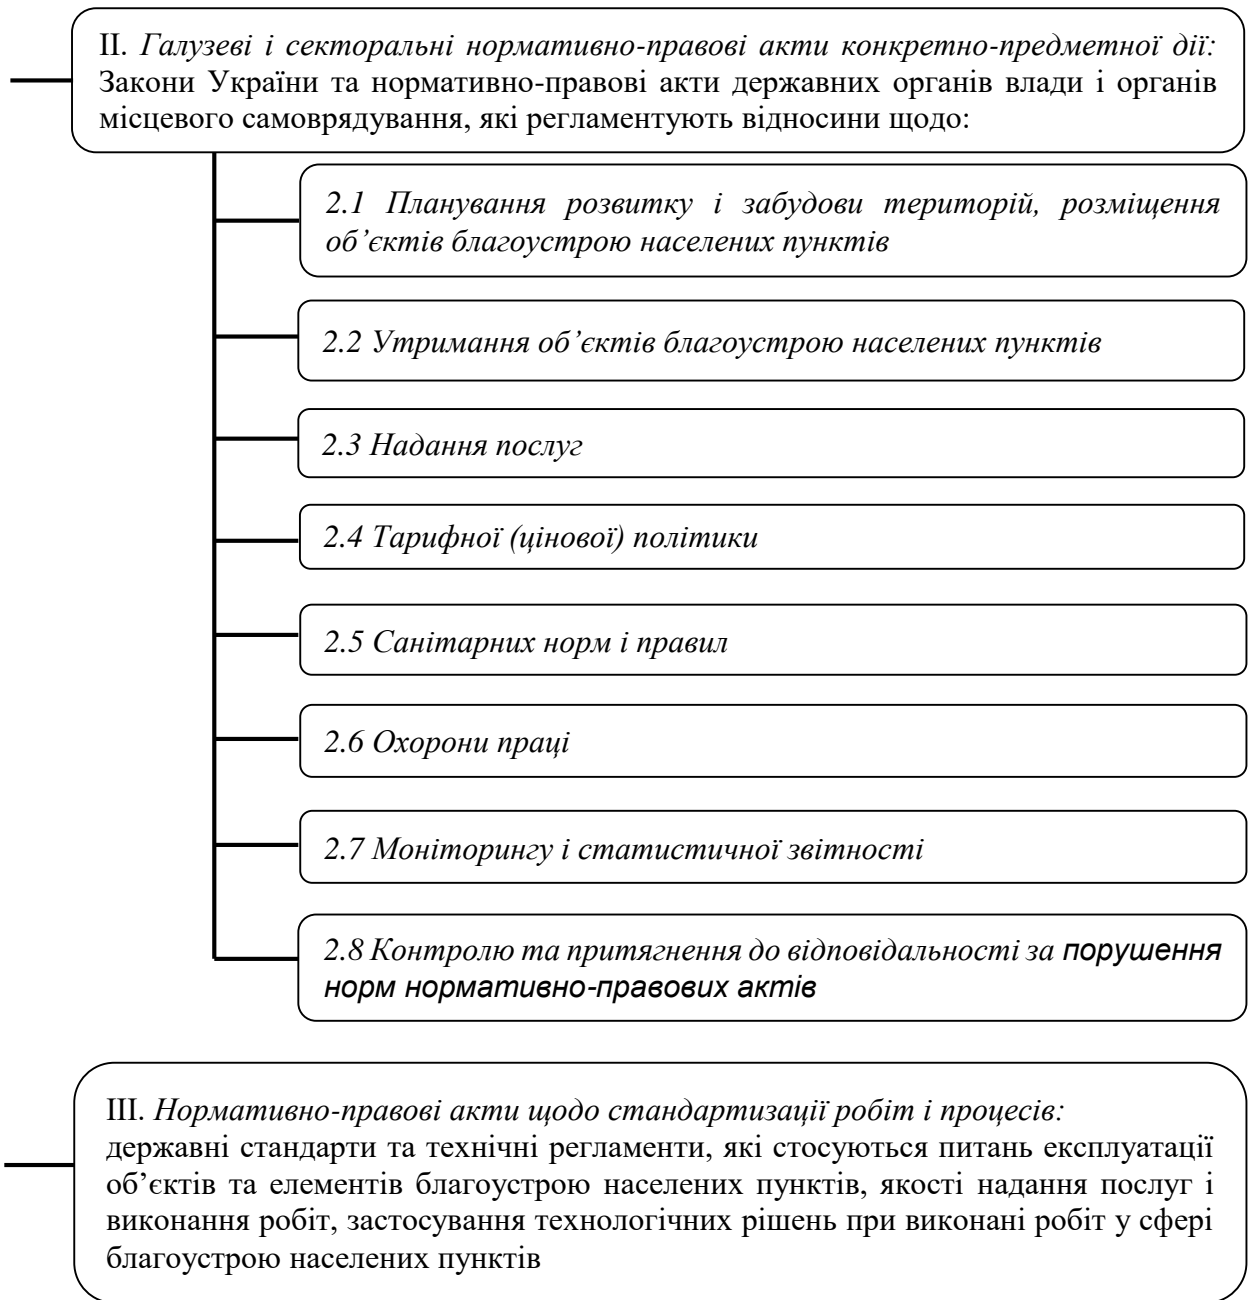 ІІ. Галузеві і секторальні нормативно-правові акти конкретно-предметної дії:
Закони України та нормативно-правові акти державних органів влади і органів
місцевого самоврядування, які регламентують відносини щодо:
2.1 Планування розвитку і забудови територій, розміщення
об’єктів благоустрою населених пунктів
2.2 Утримання об’єктів благоустрою населених пунктів
2.3 Надання послуг
2.4 Тарифної (цінової) політики
2.5 Санітарних норм і правил
2.6 Охорони праці
2.7 Моніторингу і статистичної звітності
2.8 Контролю та притягнення до відповідальності за порушення
норм нормативно-правових актів
ІІІ. Нормативно-правові акти щодо стандартизації робіт і процесів:
державні стандарти та технічні регламенти, які стосуються питань експлуатації
об’єктів та елементів благоустрою населених пунктів, якості надання послуг і
виконання робіт, застосування технологічних рішень при виконані робіт у сфері
благоустрою населених пунктів